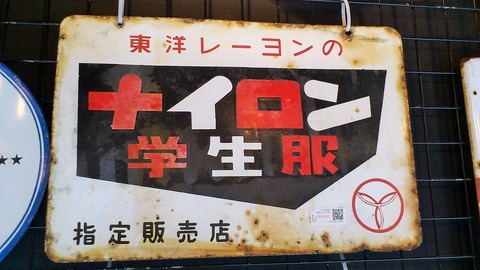 東洋レーヨンの
ナイロン
学生服
指定販売店